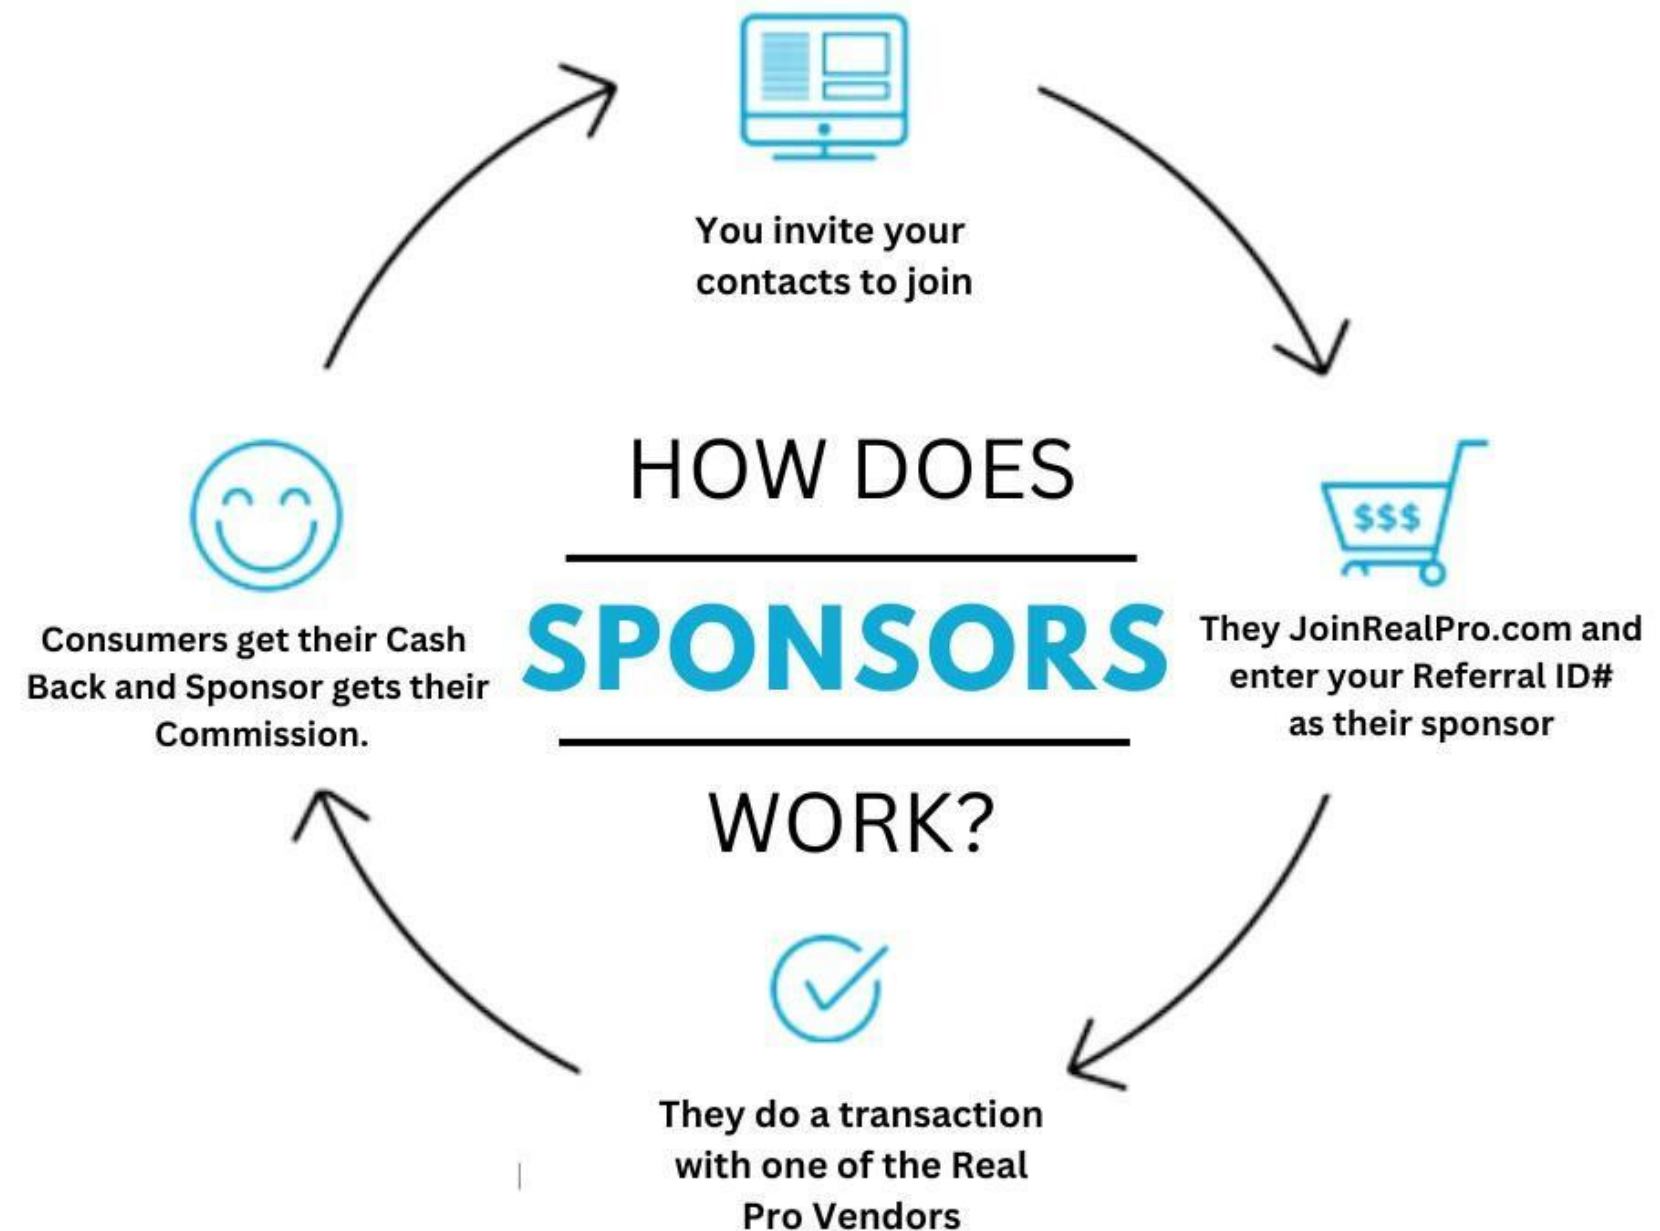 You invite your
contacts to join
HOW DOES
SPONSORS
WORK?
$$$
They JoinRealPro.com and
enter your Referral ID#
as their sponsor
They do a transaction
with one of the Real
Pro Vendors
Consumers get their Cash
Back and Sponsor gets their
Commission.